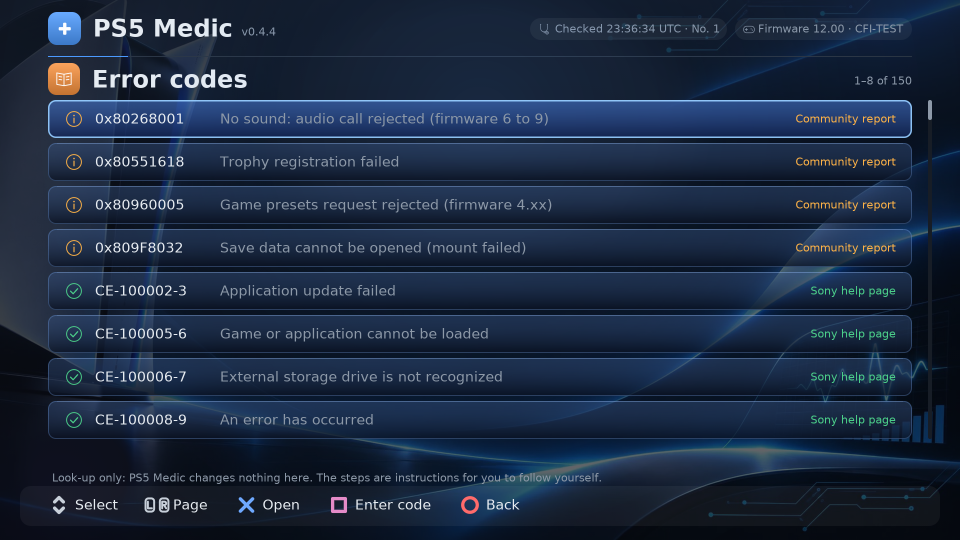 PS5 Medic v0.4.4
Checked 23:36:34 UTC · No. 1
Firmware 12.00 · CFI-TEST
Error codes
1–8 of 150
0x80268001 No sound: audio call rejected (firmware 6 to 9) Community report
0x80551618 Trophy registration failed Community report
0x80960005 Game presets request rejected (firmware 4.xx) Community report
0x809F8032 Save data cannot be opened (mount failed) Community report
CE-100002-3 Application update failed Sony help page
CE-100005-6 Game or application cannot be loaded Sony help page
CE-100006-7 External storage drive is not recognized Sony help page
CE-100008-9 An error has occurred Sony help page
Look-up only: PS5 Medic changes nothing here. The steps are instructions for you to follow yourself.
Select L R Page Open Enter code Back